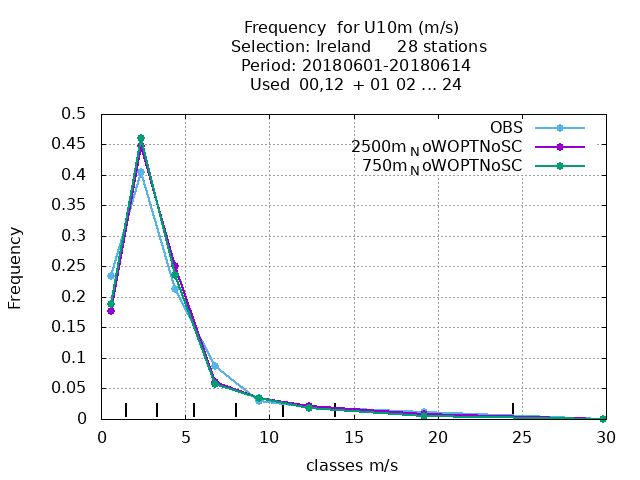 Frequency for U10m (m/s)
Selection: Ireland 28 stations
Period: 20180601-20180614
Used 00,12 + 01 02 ... 24
OBS
2500m_NoWOPTNoSC
750m_NoWOPTNoSC
0.5
0.45
0.4
0.35
0.3
0.25
0.2
0.15
0.1
0.05
0
Frequency
0 5 10 15 20 25 30
classes m/s